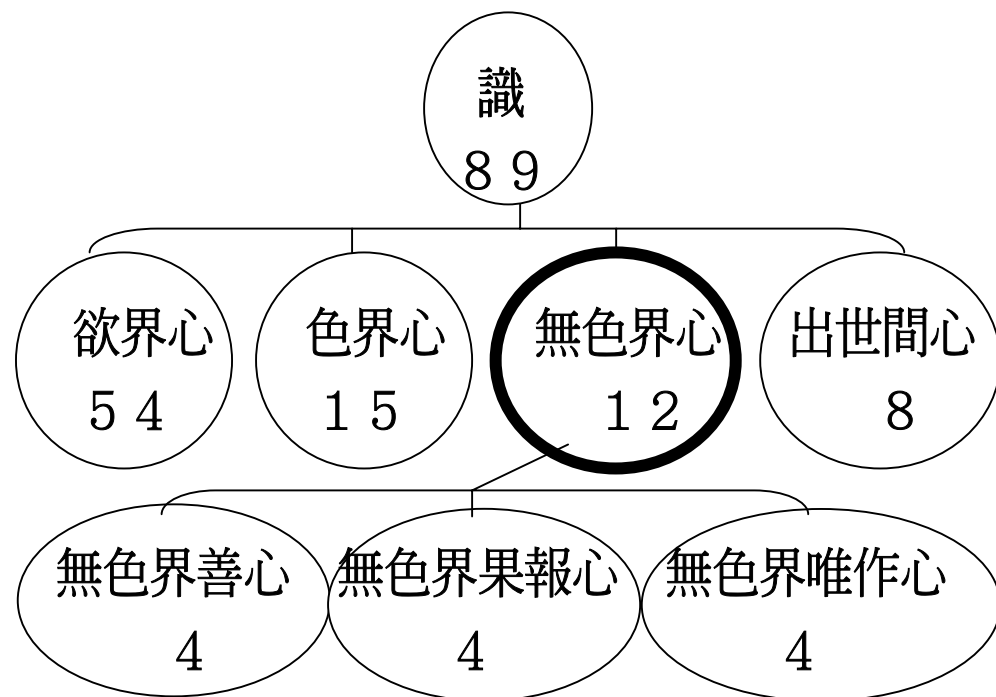 識
８９
欲界心
５４
色界心
１５
無色界心
１２
出世間心
８
無色界善心
４
無色界果報心
４
無色界唯作心
４